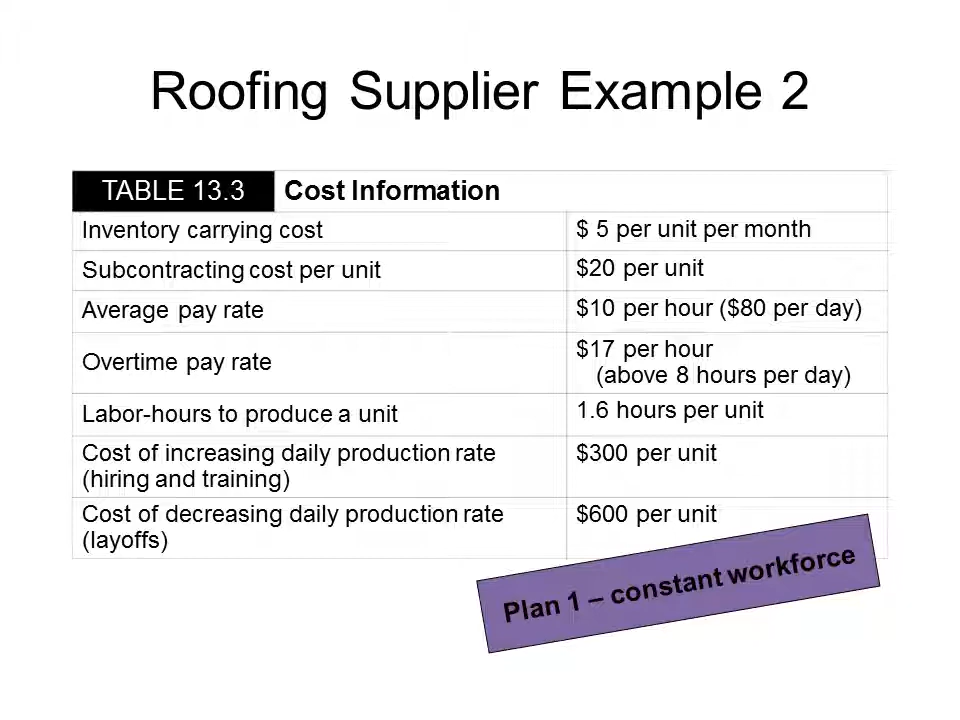 Roofing Supplier Example 2
TABLE 13.3 Cost Information
Inventory carrying cost $ 5 per unit per month
Subcontracting cost per unit $20 per unit
Average pay rate $10 per hour ($80 per day)
Overtime pay rate $17 per hour
(above 8 hours per day)
Labor-hours to produce a unit 1.6 hours per unit
Cost of increasing daily production rate $300 per unit
(hiring and training)
Cost of decreasing daily production rate $600 per unit
(layoffs)
Plan 1 – constant workforce